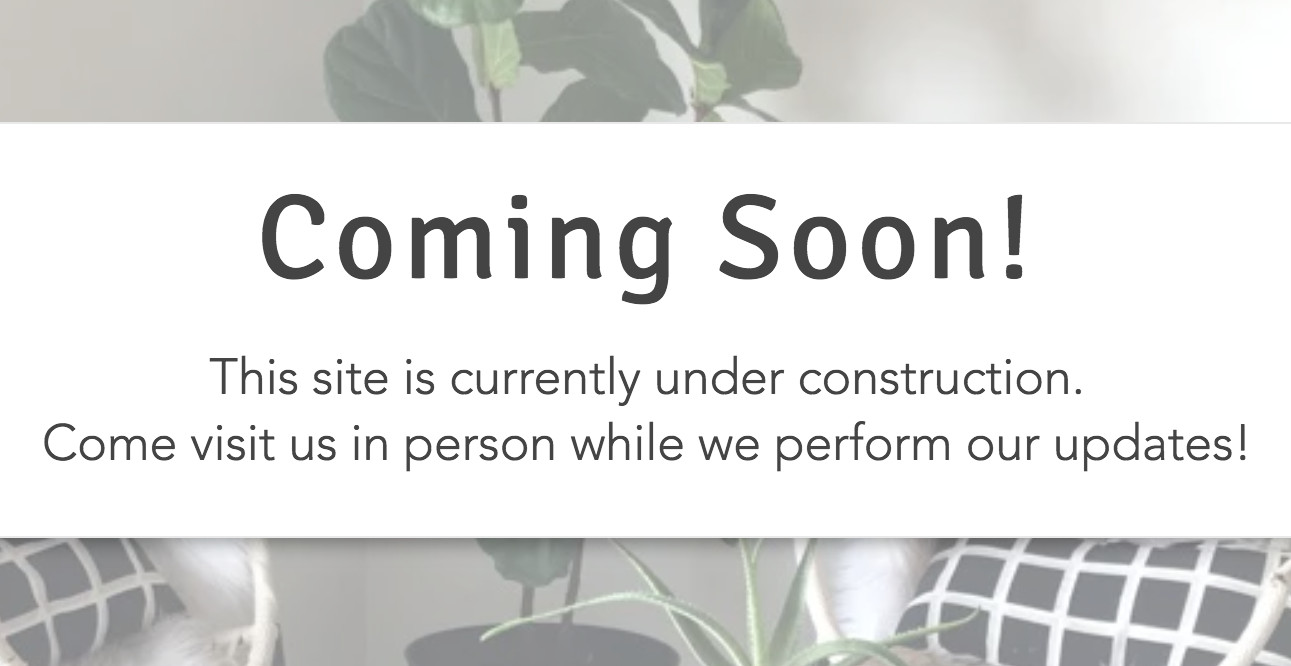 Coming Soon!
This site is currently under construction.
Come visit us in person while we perform our updates!